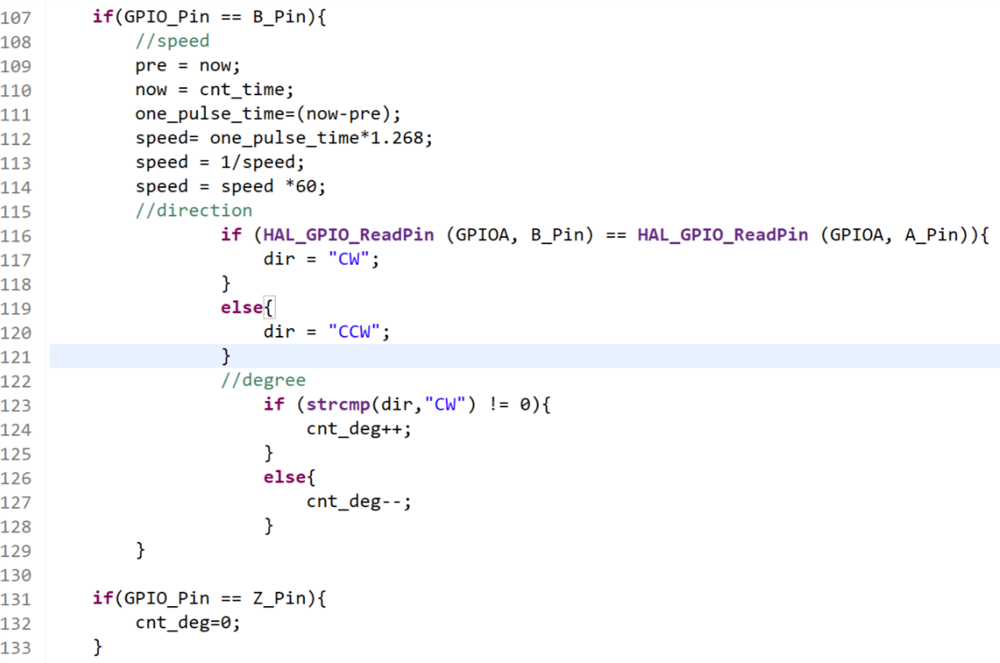 107 if(GPIO_Pin == B_Pin){
108 //speed
109 pre = now;
110 now = cnt_time;
111 one_pulse_time=(now-pre);
112 speed= one_pulse_time*1.268;
113 speed = 1/speed;
114 speed = speed *60;
115 //direction
116 if (HAL_GPIO_ReadPin (GPIOA, B_Pin) == HAL_GPIO_ReadPin (GPIOA, A_Pin)){
117 dir = "CW";
118 }
119 else{
120 dir = "CCW";
121 }
122 //degree
123 if (strcmp(dir,"CW") != 0){
124 cnt_deg++;
125 }
126 else{
127 cnt_deg--;
128 }
129 }
130
131 if(GPIO_Pin == Z_Pin){
132 cnt_deg=0;
133 }